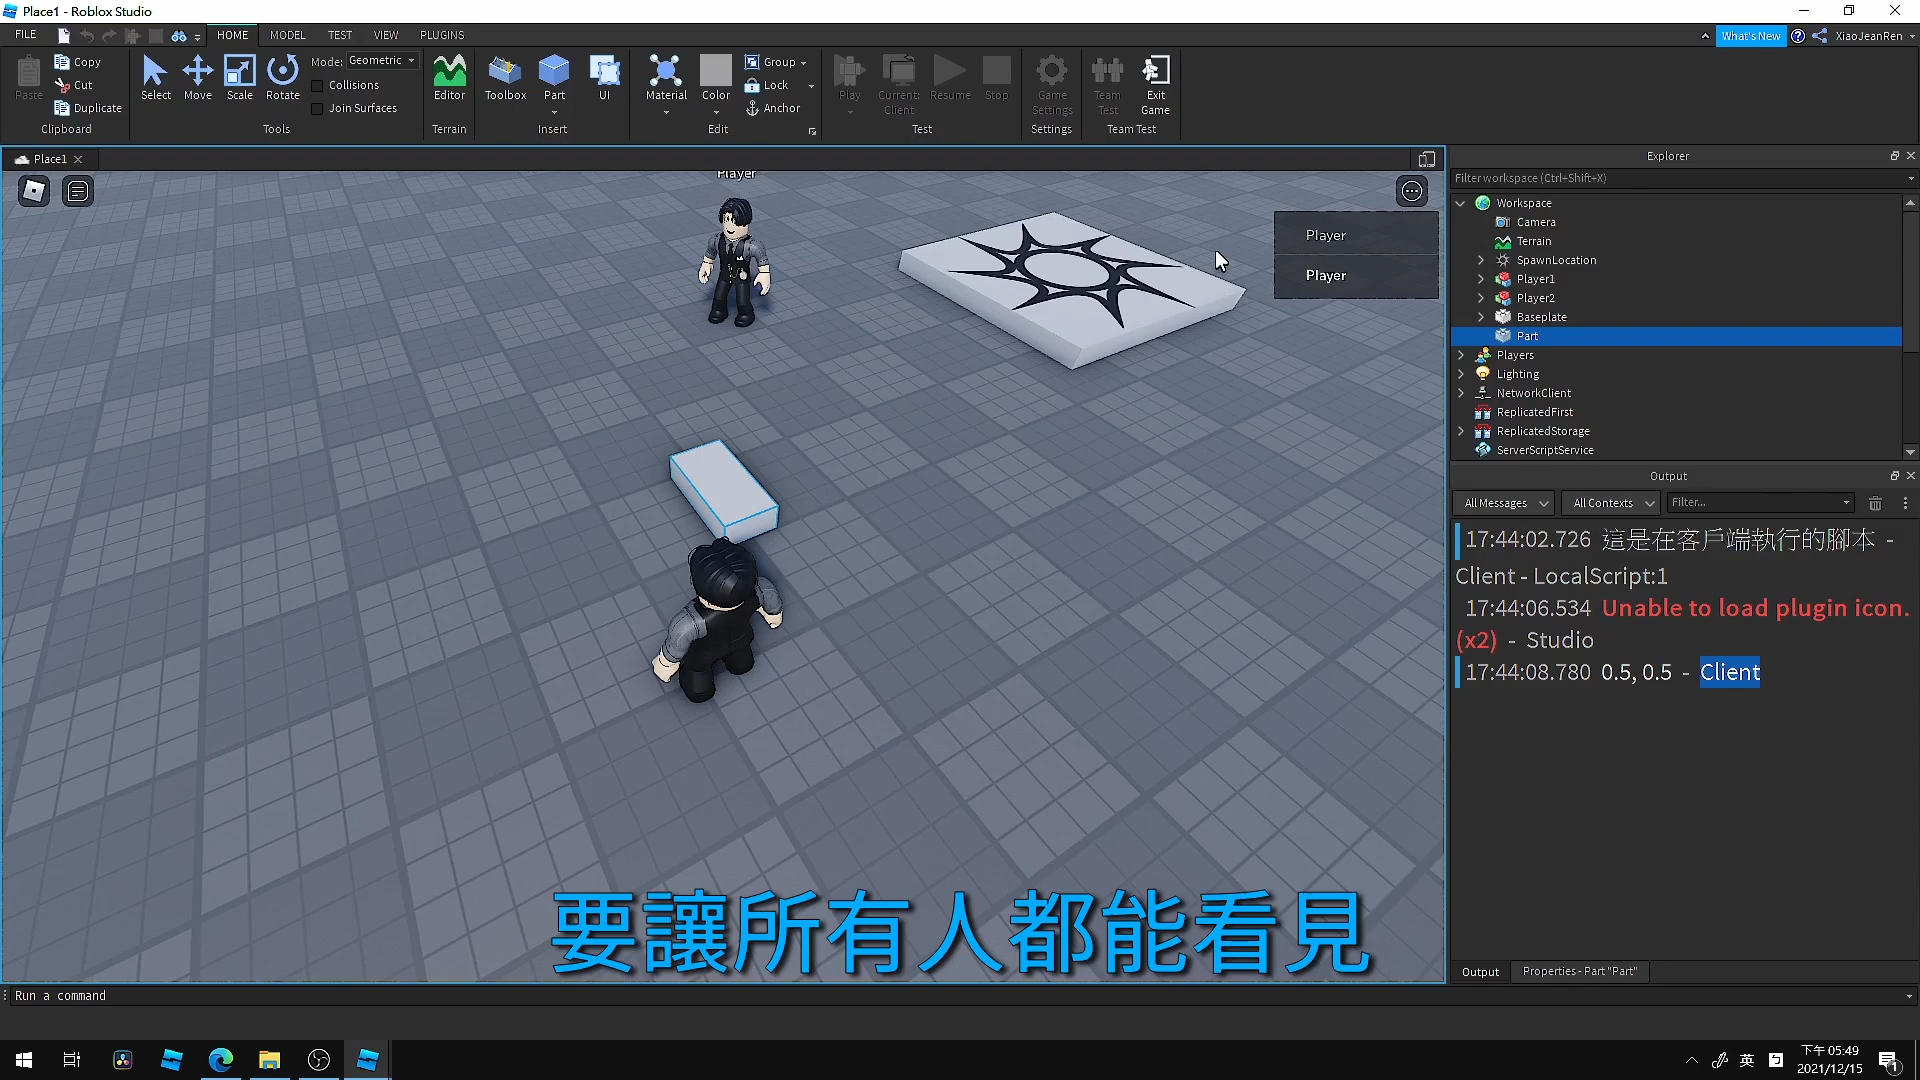 Place1 - Roblox Studio
FILE HOME MODEL TEST VIEW PLUGINS What's New XiaoJeanRen
Paste Copy Cut Duplicate Clipboard
Select Move Scale Rotate Mode: Geometric Collisions Join Surfaces Tools
Editor Terrain
Toolbox Part UI Insert
Material Color Group Lock Anchor Edit
Play Current: Client Resume Stop Test
Game Settings Settings
Team Test Exit Game Team Test
Place1
Player
Player
Player
Explorer
Filter workspace (Ctrl+Shift+X)
Workspace
Camera
Terrain
SpawnLocation
Player1
Player2
Baseplate
Part
Players
Lighting
NetworkClient
ReplicatedFirst
ReplicatedStorage
ServerScriptService
Output
All Messages All Contexts Filter...
17:44:02.726 這是在客戶端執行的腳本 -
Client - LocalScript:1
17:44:06.534 Unable to load plugin icon.
(x2) - Studio
17:44:08.780 0.5, 0.5 - Client
要讓所有人都能看見
Output Properties - Part "Part"
Run a command
英 下午 05:49
2021/12/15
1